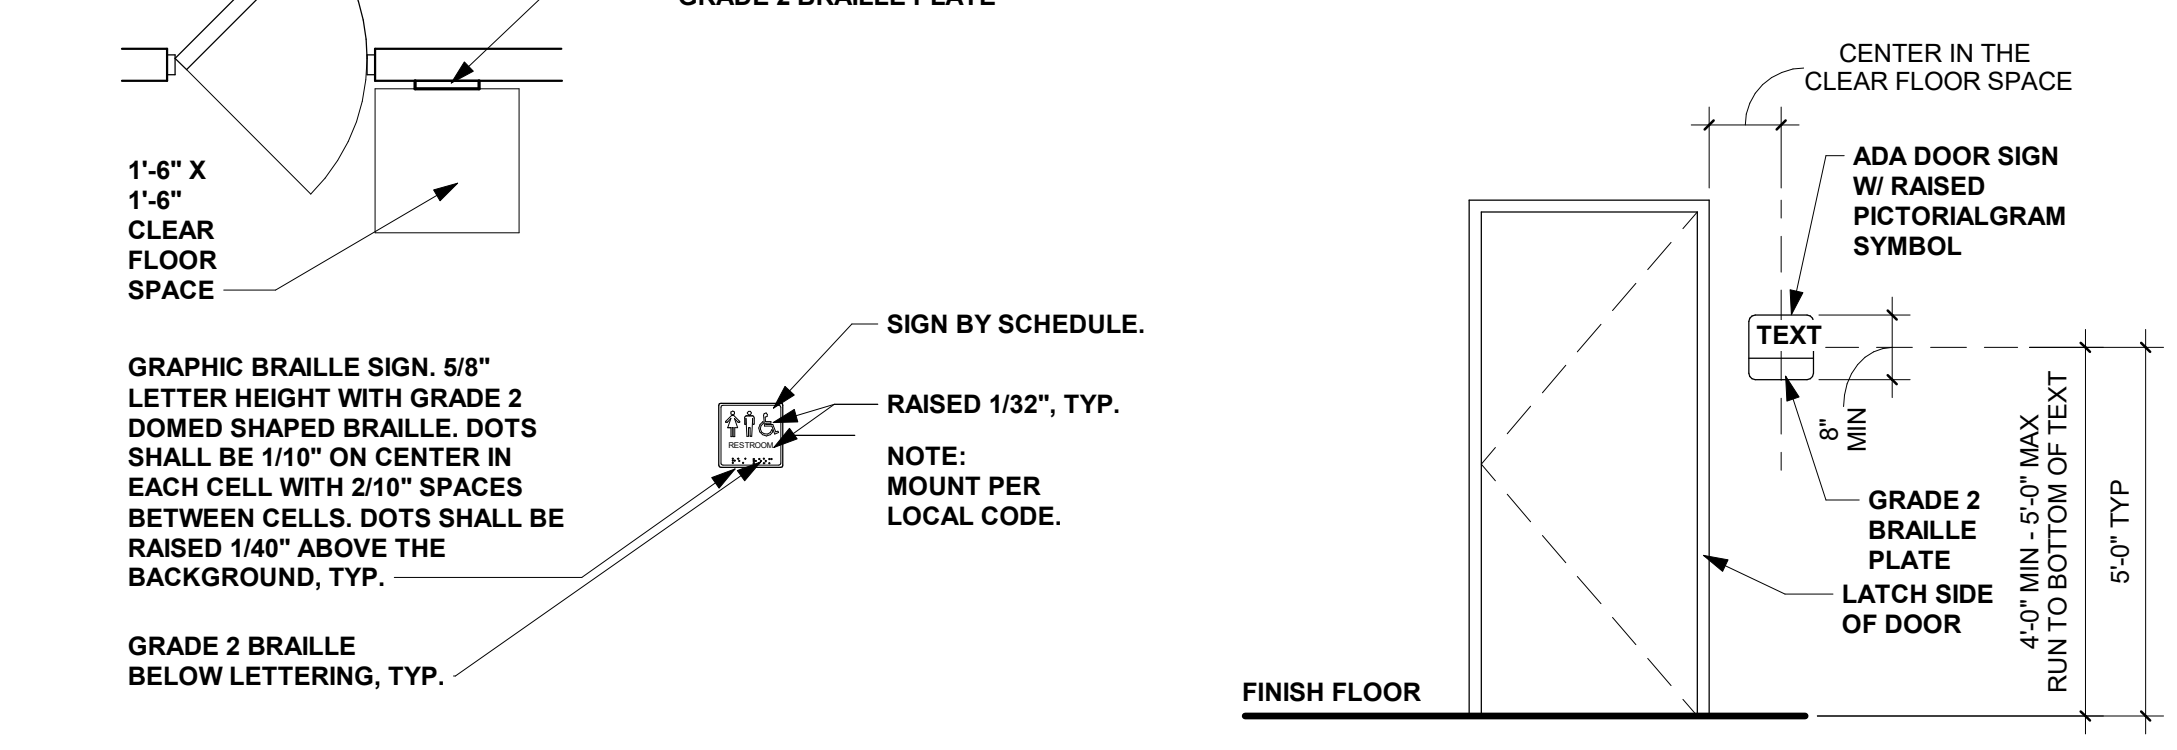 GRADE 2 BRAILLE PLATE
1'-6" X
1'-6"
CLEAR
FLOOR
SPACE
GRAPHIC BRAILLE SIGN. 5/8"
LETTER HEIGHT WITH GRADE 2
DOMED SHAPED BRAILLE. DOTS
SHALL BE 1/10" ON CENTER IN
EACH CELL WITH 2/10" SPACES
BETWEEN CELLS. DOTS SHALL BE
RAISED 1/40" ABOVE THE
BACKGROUND, TYP.
GRADE 2 BRAILLE
BELOW LETTERING, TYP.
RESTROOM
SIGN BY SCHEDULE.
RAISED 1/32", TYP.
NOTE:
MOUNT PER
LOCAL CODE.
FINISH FLOOR
CENTER IN THE
CLEAR FLOOR SPACE
ADA DOOR SIGN
W/ RAISED
PICTORIALGRAM
SYMBOL
TEXT
8"
MIN
GRADE 2
BRAILLE
PLATE
LATCH SIDE
OF DOOR
4'-0" MIN - 5'-0" MAX
RUN TO BOTTOM OF TEXT
5'-0" TYP